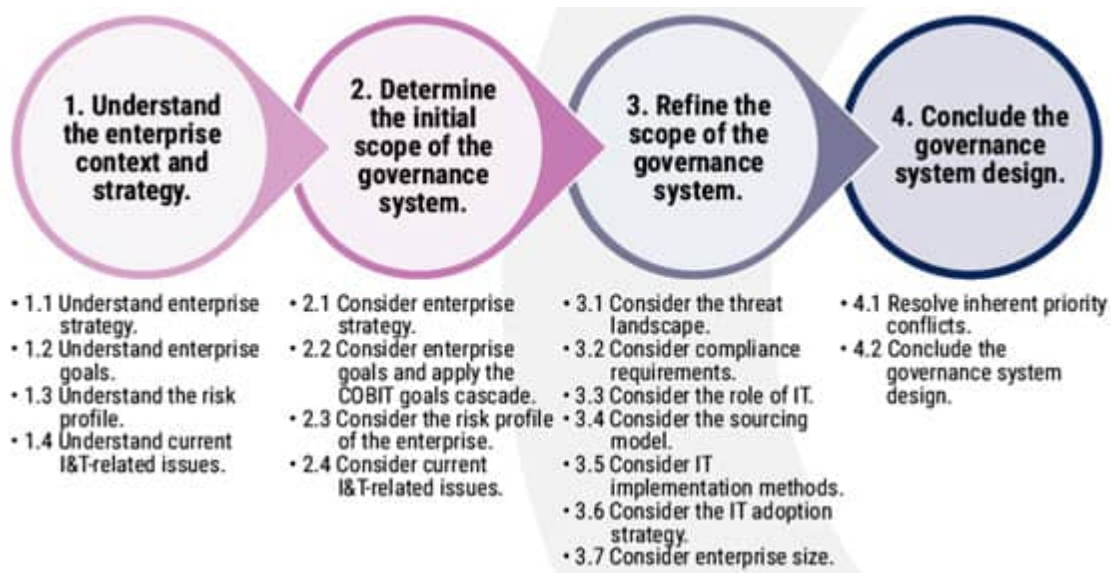 1. Understand
the enterprise
context and
strategy.
2. Determine
the initial
scope of the
governance
system.
3. Refine the
scope of the
governance
system.
4. Conclude the
governance
system design.
• 1.1 Understand enterprise
strategy.
• 1.2 Understand enterprise
goals.
• 1.3 Understand the risk
profile.
• 1.4 Understand current
I&T-related issues.
• 2.1 Consider enterprise
strategy.
• 2.2 Consider enterprise
goals and apply the
COBIT goals cascade.
• 2.3 Consider the risk profile
of the enterprise.
• 2.4 Consider current
I&T-related issues.
• 3.1 Consider the threat
landscape.
• 3.2 Consider compliance
requirements.
• 3.3 Consider the role of IT.
• 3.4 Consider the sourcing
model.
• 3.5 Consider IT
implementation methods.
• 3.6 Consider the IT adoption
strategy.
• 3.7 Consider enterprise size.
• 4.1 Resolve inherent priority
conflicts.
• 4.2 Conclude the
governance system
design.